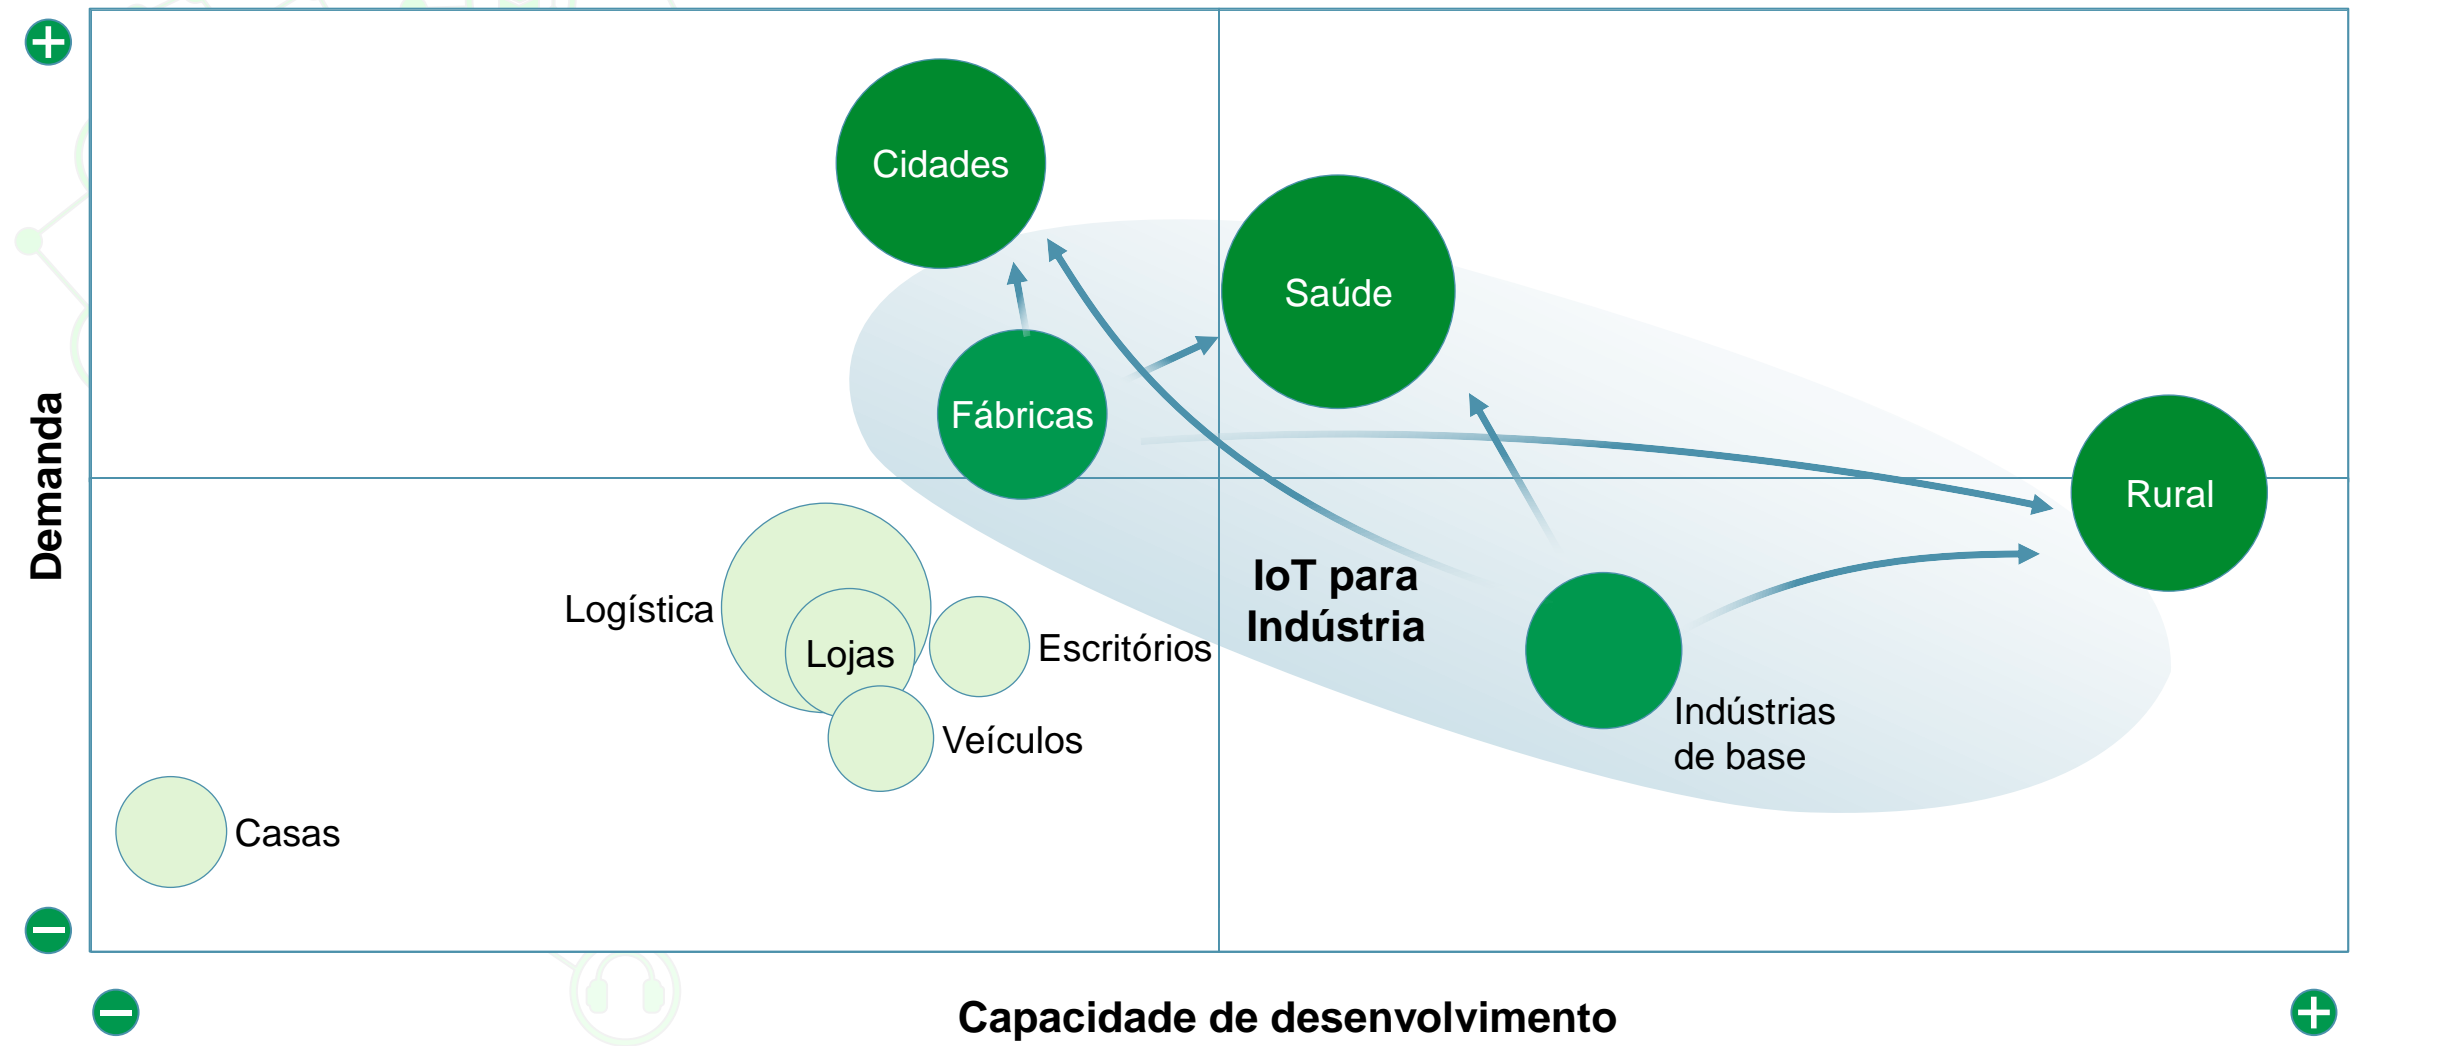 Cidades
Saúde
Fábricas
Rural
Demanda
IoT para
Indústria
Logística
Lojas
Escritórios
Veículos
Indústrias
de base
Casas
Capacidade de desenvolvimento